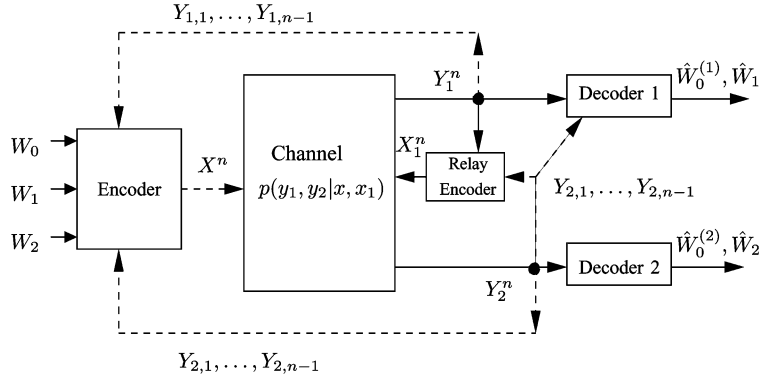 Y_{1,1}, . . . , Y_{1,n−1}
Y_1^n
Ŵ_0^{(1)}, Ŵ_1
Decoder 1
W_0
W_1
W_2
Encoder
X^n
Channel
p(y_1, y_2|x, x_1)
X_1^n
Relay
Encoder
Y_{2,1}, . . . , Y_{2,n−1}
Y_2^n
Decoder 2
Ŵ_0^{(2)}, Ŵ_2
Y_{2,1}, . . . , Y_{2,n−1}